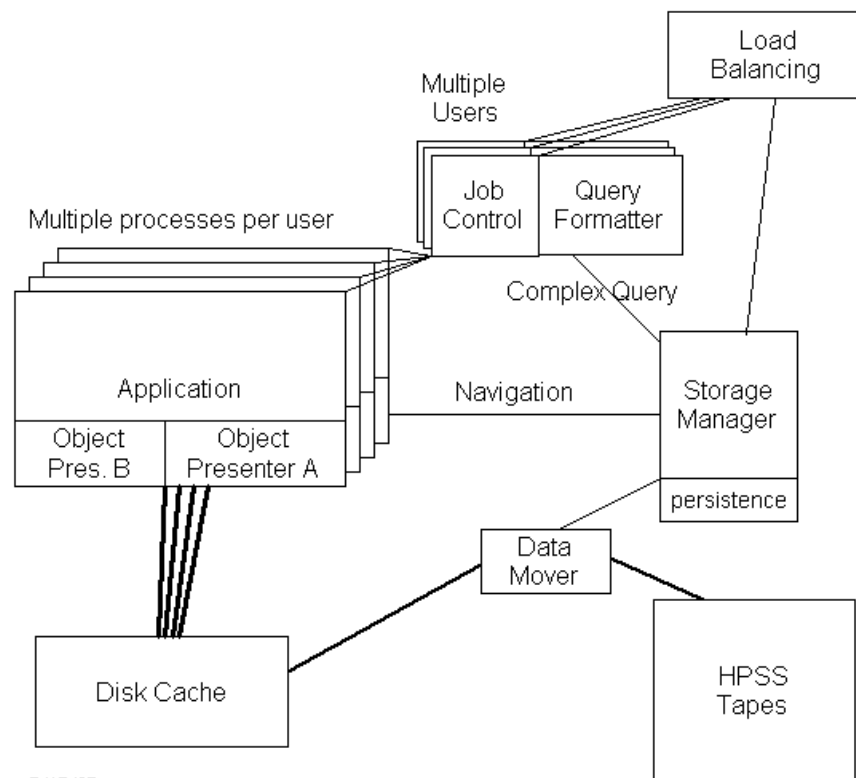 Load
Balancing
Multiple
Users
Job
Control
Query
Formatter
Multiple processes per user
Complex Query
Application
Navigation
Storage
Manager
Object
Pres. B
Object
Presenter A
persistence
Data
Mover
Disk Cache
HPSS
Tapes